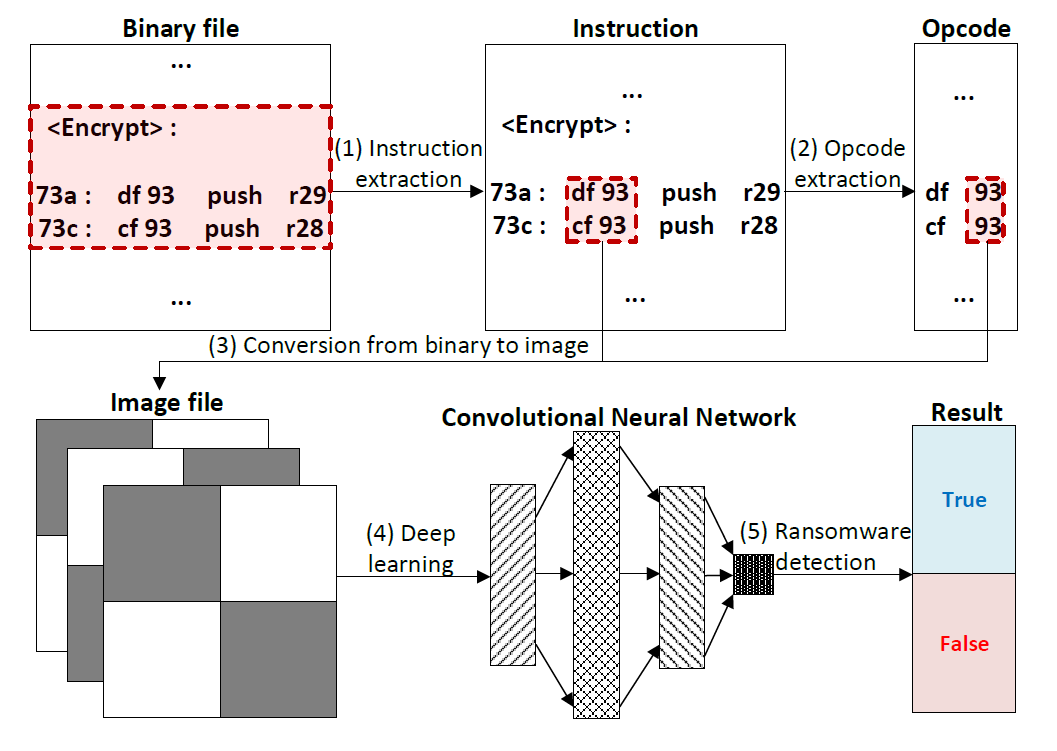 Binary file
...
<Encrypt> :
73a : df 93 push r29
73c : cf 93 push r28
...
(1) Instruction
extraction
Instruction
...
<Encrypt> :
73a : df 93 push r29
73c : cf 93 push r28
...
(2) Opcode
extraction
Opcode
...
df 93
cf 93
...
(3) Conversion from binary to image
Image file
(4) Deep
learning
Convolutional Neural Network
(5) Ransomware
detection
Result
True
False